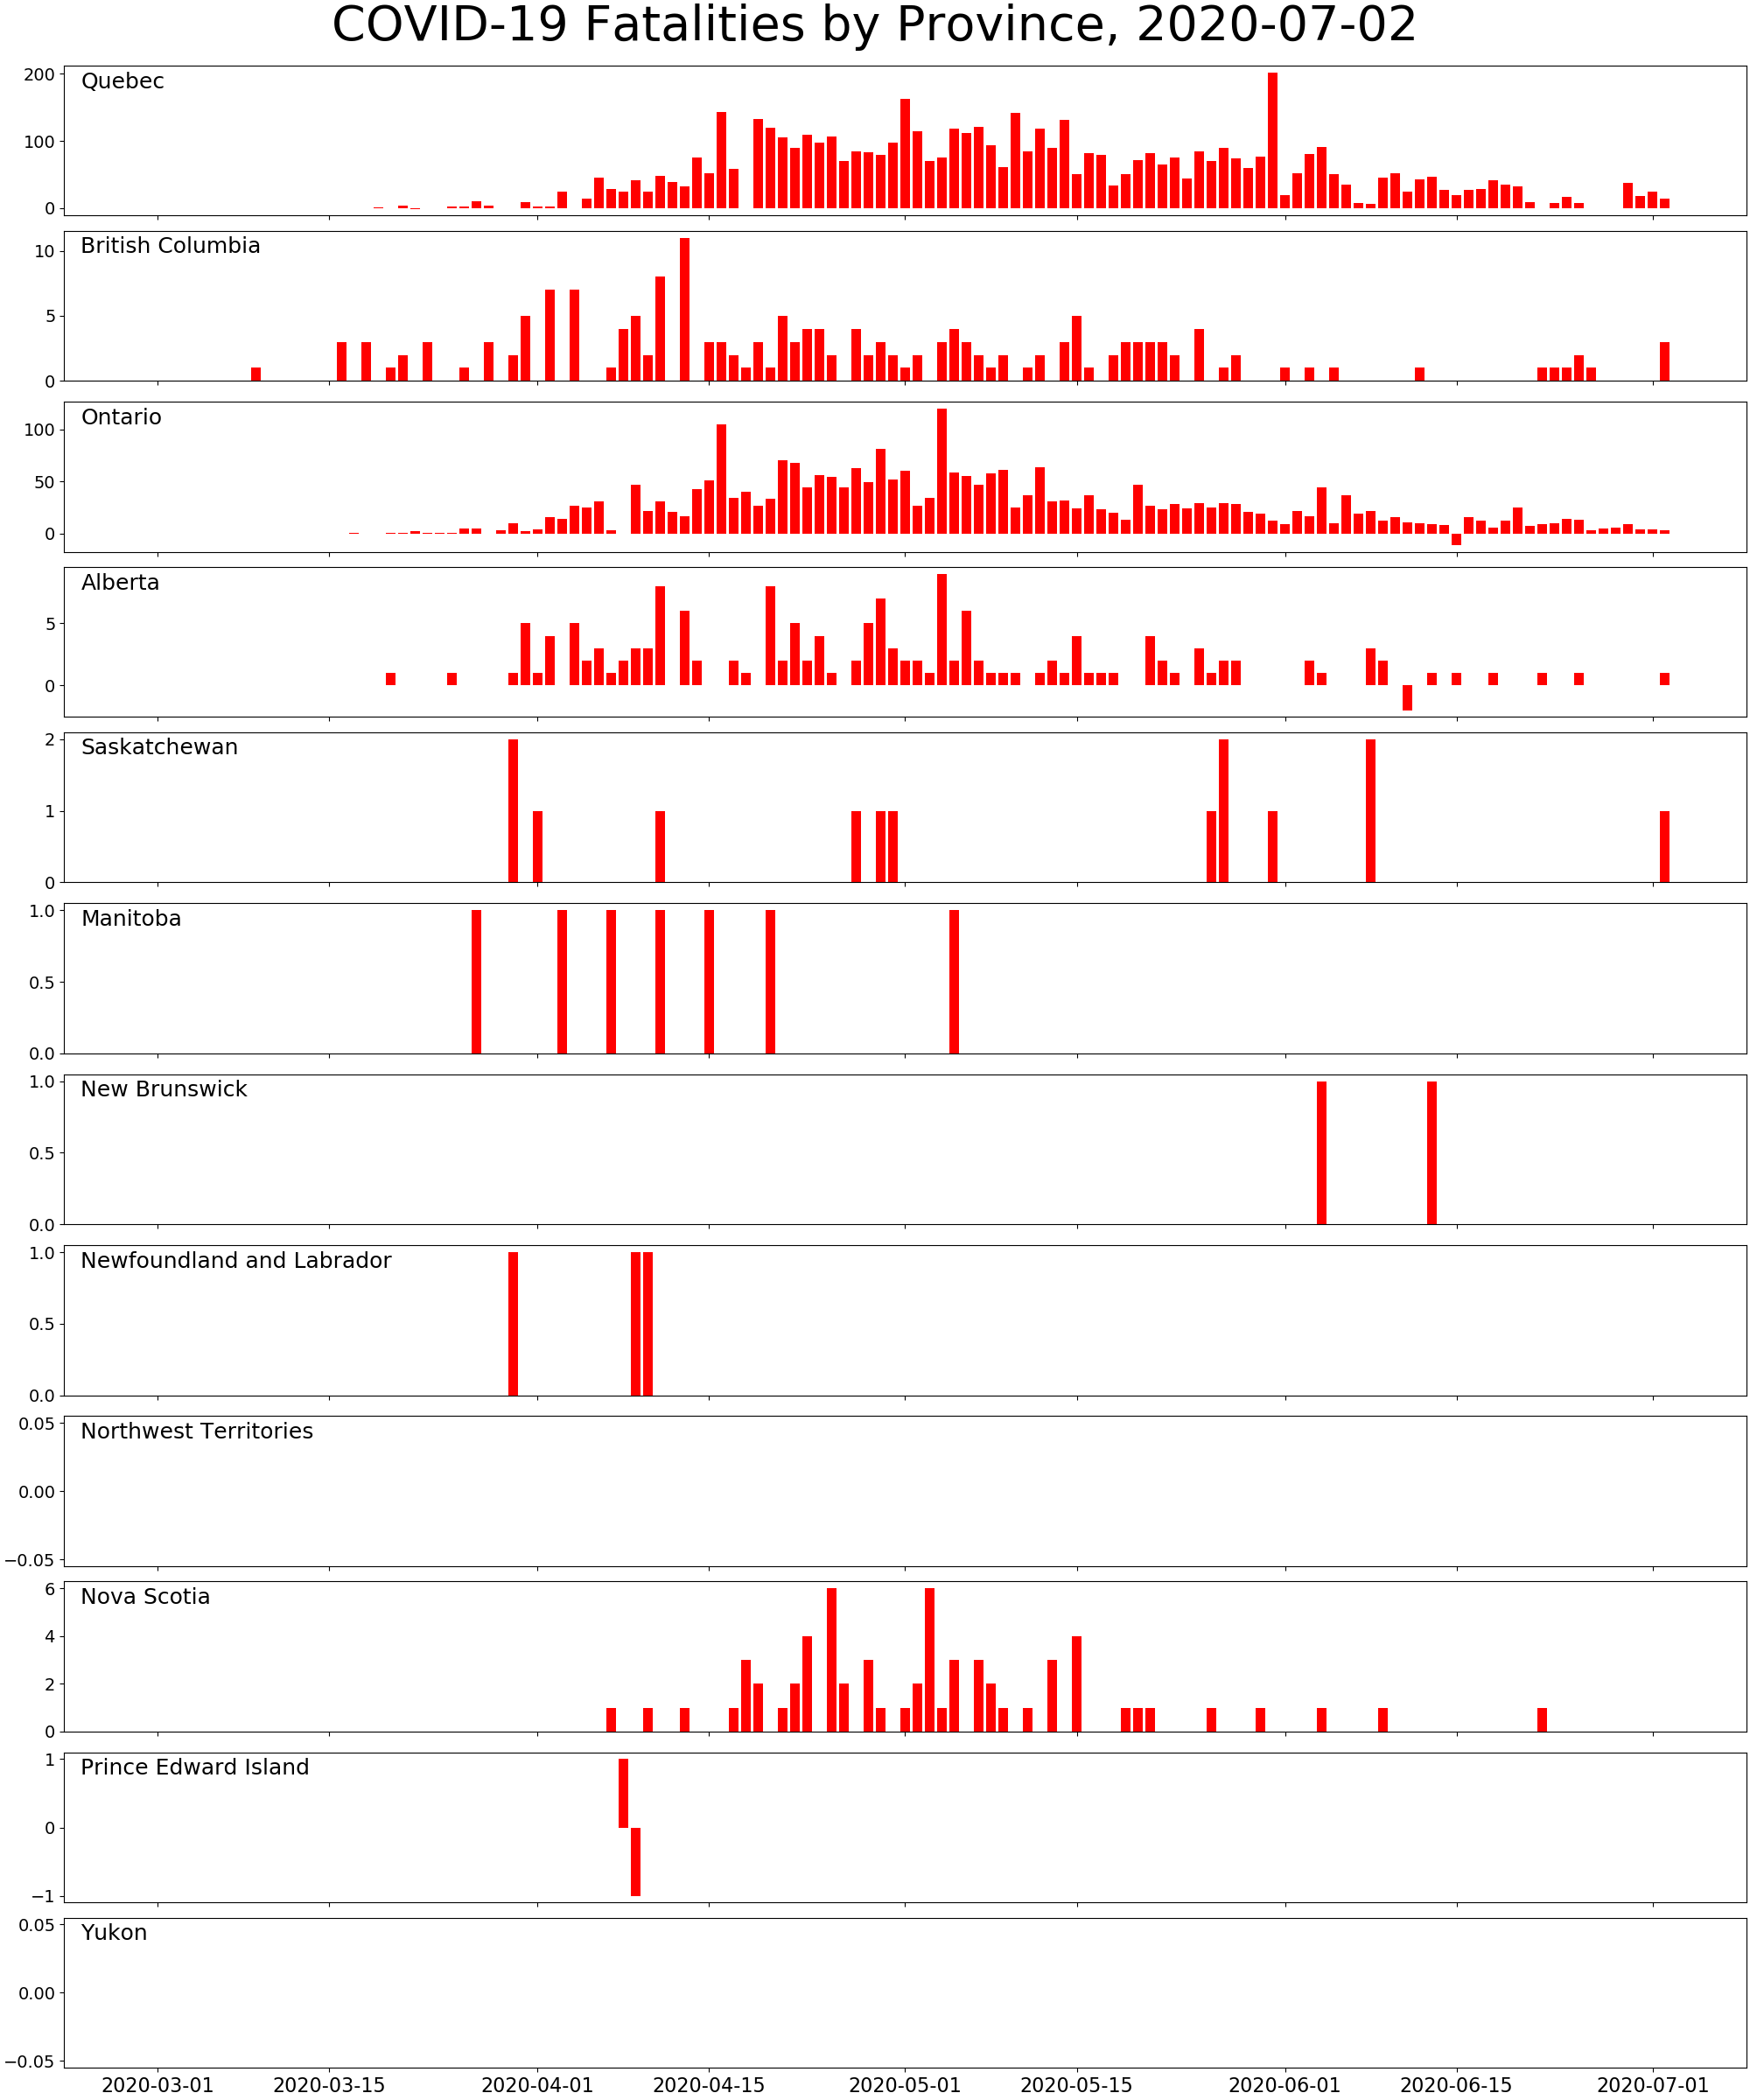 COVID-19 Fatalities by Province, 2020-07-02
Quebec
200
100
0
British Columbia
10
5
0
Ontario
100
50
0
Alberta
5
0
Saskatchewan
2
1
0
Manitoba
1.0
0.5
0.0
New Brunswick
1.0
0.5
0.0
Newfoundland and Labrador
1.0
0.5
0.0
Northwest Territories
0.05
0.00
−0.05
Nova Scotia
6
4
2
0
Prince Edward Island
1
0
−1
Yukon
0.05
0.00
−0.05
2020-03-01 2020-03-15 2020-04-01 2020-04-15 2020-05-01 2020-05-15 2020-06-01 2020-06-15 2020-07-01